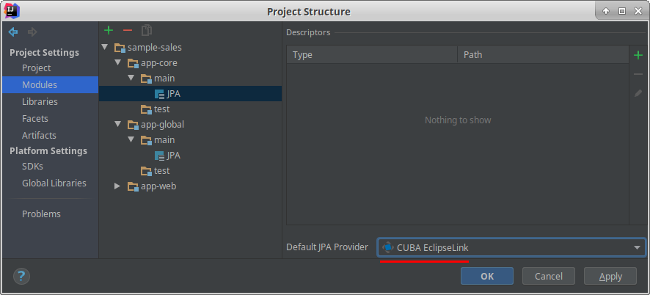 Project Structure
Project Settings
Project
Modules
Libraries
Facets
Artifacts
Platform Settings
SDKs
Global Libraries
Problems
sample-sales
app-core
main
JPA
test
app-global
main
JPA
test
app-web
Descriptors
Type Path
Nothing to show
Default JPA Provider CUBA EclipseLink
? OK Cancel Apply